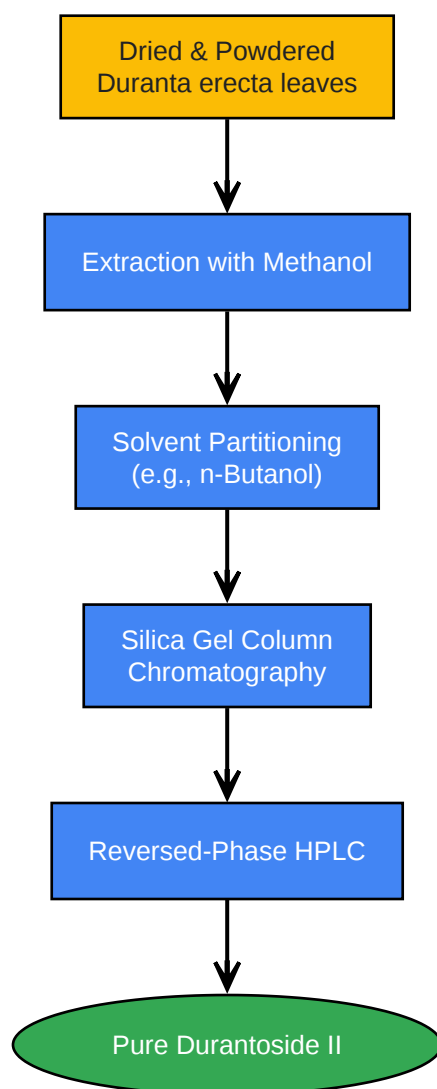 Dried & Powdered
Duranta erecta leaves
Extraction with Methanol
Solvent Partitioning
(e.g., n-Butanol)
Silica Gel Column
Chromatography
Reversed-Phase HPLC
Pure Durantoside II